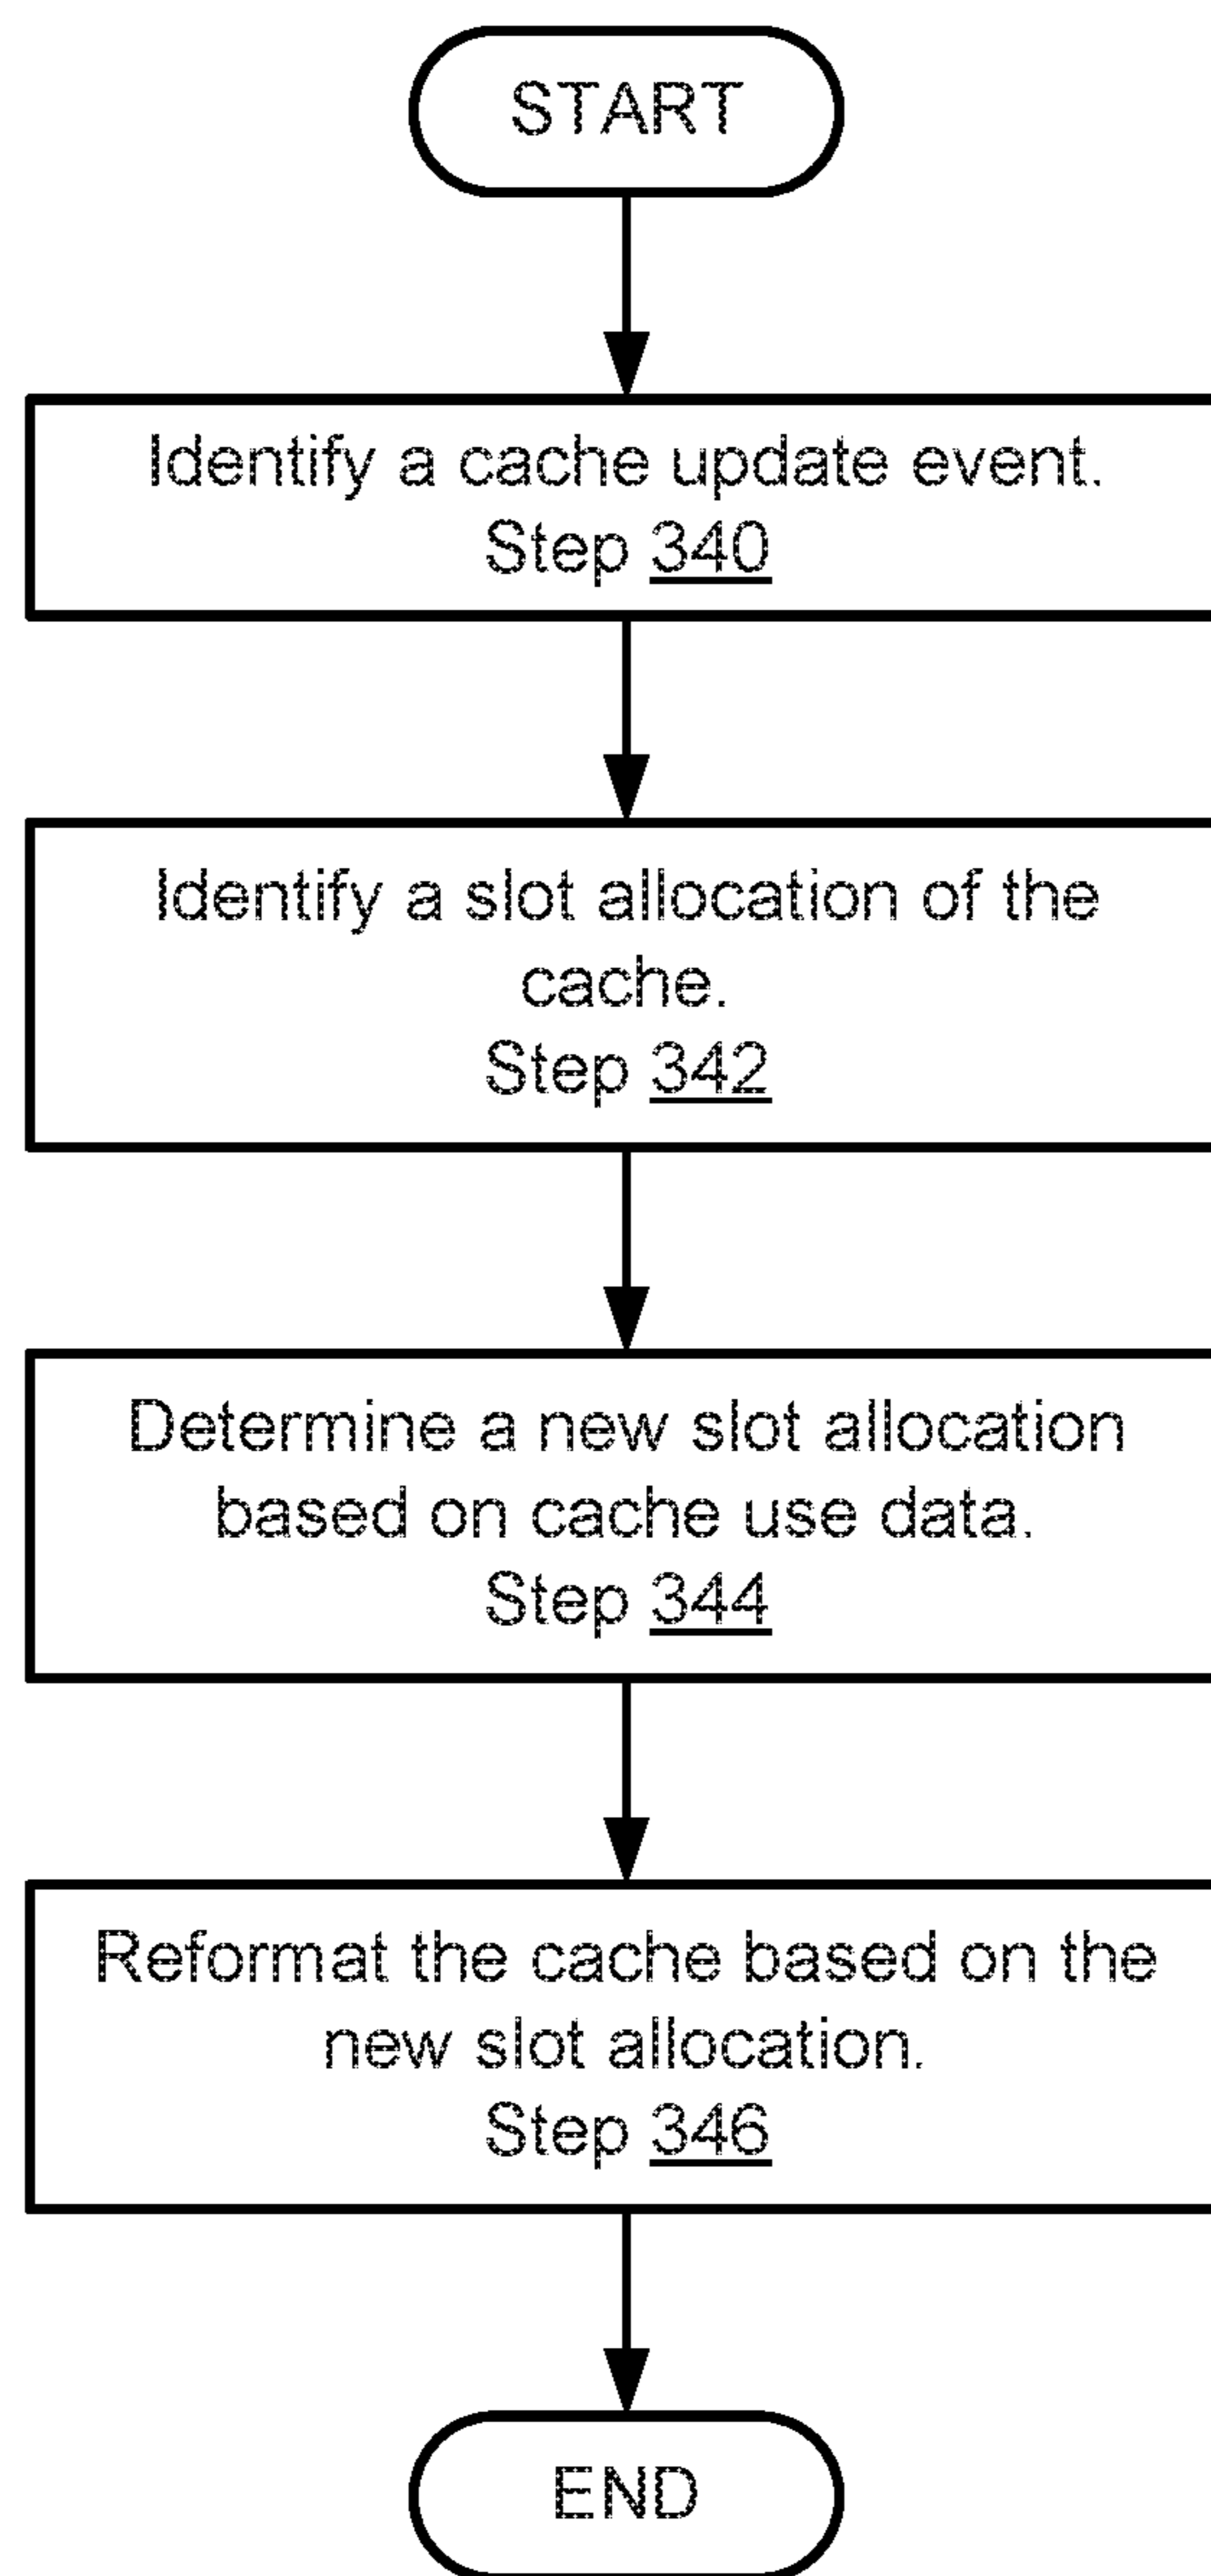 START
Identify a cache update event.
Step 340
Identify a slot allocation of the
cache.
Step 342
Determine a new slot allocation
based on cache use data.
Step 344
Reformat the cache based on the
new slot allocation.
Step 346
END